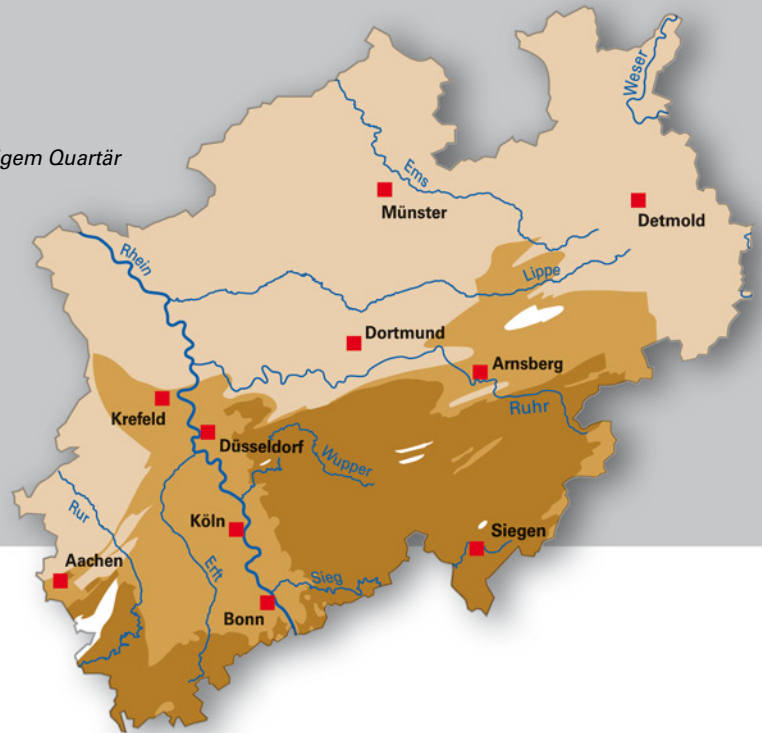 Weser
igem Quartär
Ems
Münster
Detmold
Rhein
Lippe
Dortmund
Arnsberg
Krefeld
Ruhr
Düsseldorf
Wupper
Rur
Köln
Siegen
Aachen
Erft
Sieg
Bonn